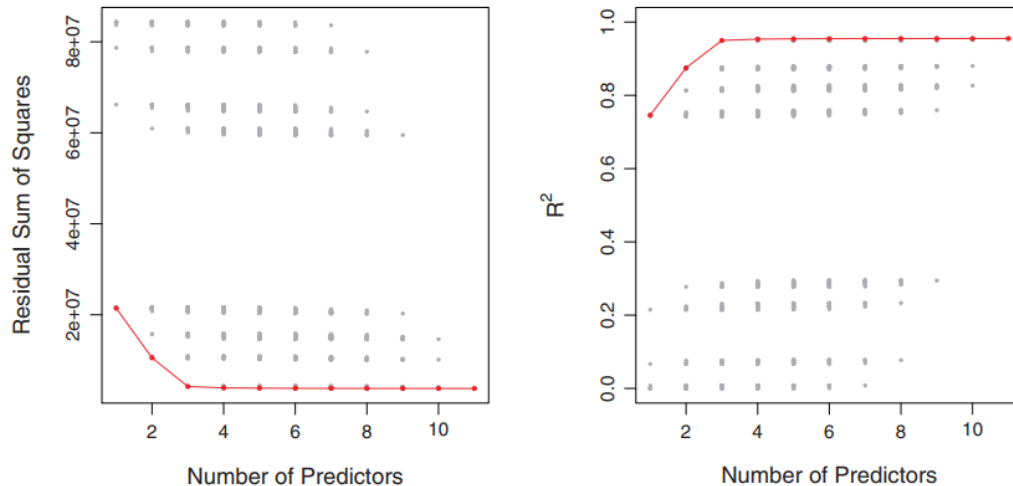 Residual Sum of Squares
8e+07
6e+07
4e+07
2e+07
2 4 6 8 10
Number of Predictors
R²
1.0
0.8
0.6
0.4
0.2
0.0
2 4 6 8 10
Number of Predictors